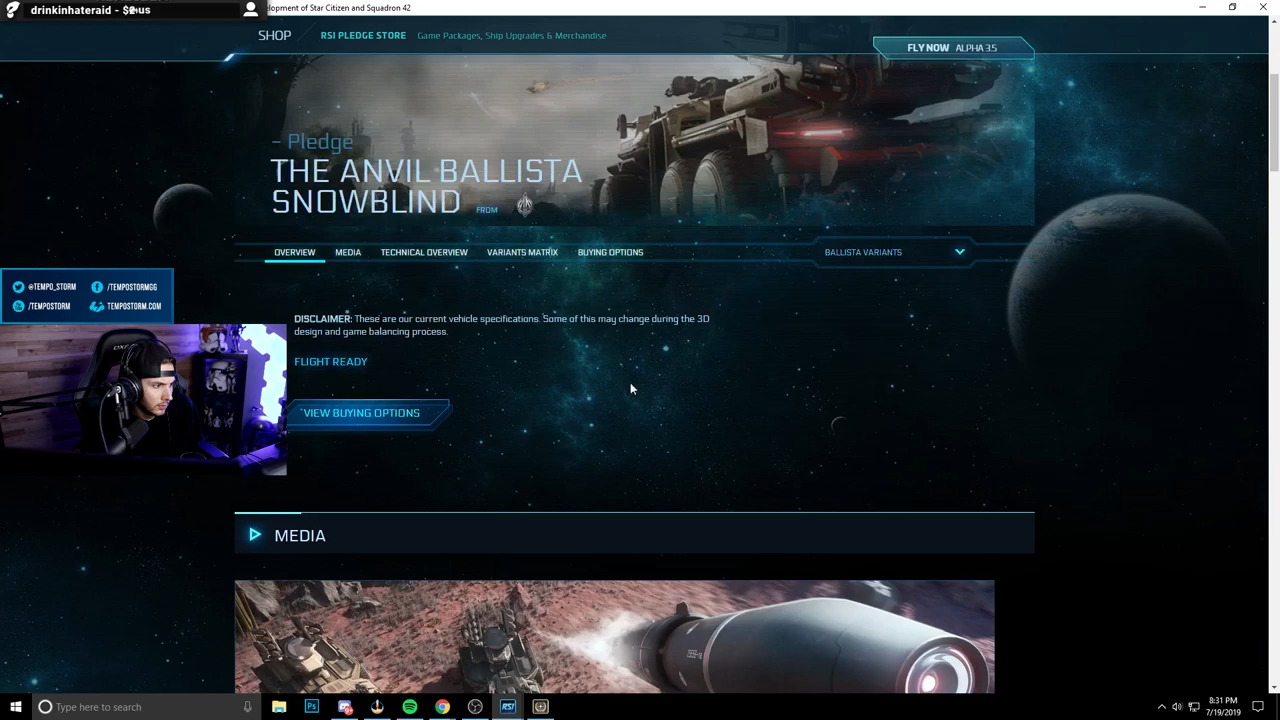 drinkinhateraid - $
elopment of Star Citizen and Squadron 42
SHOP
RSI PLEDGE STORE
Game Packages, Ship Upgrades & Merchandise
FLY NOW ALPHA 3.5
- Pledge
THE ANVIL BALLISTA
SNOWBLIND
FROM
OVERVIEW
MEDIA
TECHNICAL OVERVIEW
VARIANTS MATRIX
BUYING OPTIONS
BALLISTA VARIANTS
@TEMPO_STORM
/TEMPOSTORMGG
/TEMPOSTORM
TEMPOSTORM.COM
DISCLAIMER: These are our current vehicle specifications. Some of this may change during the 3D
design and game balancing process.
FLIGHT READY
VIEW BUYING OPTIONS
MEDIA
Type here to search
Ps
RSI
8:31 PM
7/19/2019